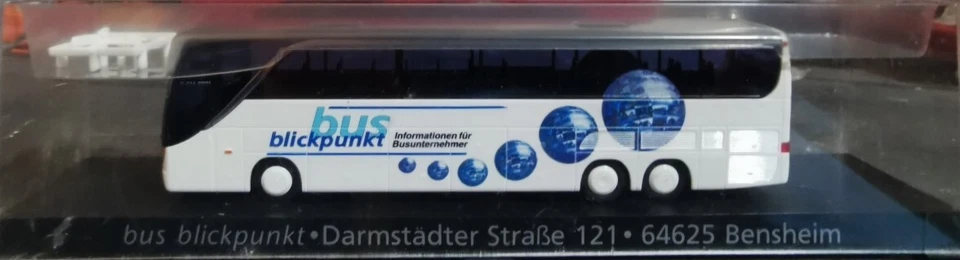 bus
blickpunkt
Informationen für
Busunternehmer
bus blickpunkt•Darmstädter Straße 121• 64625 Bensheim